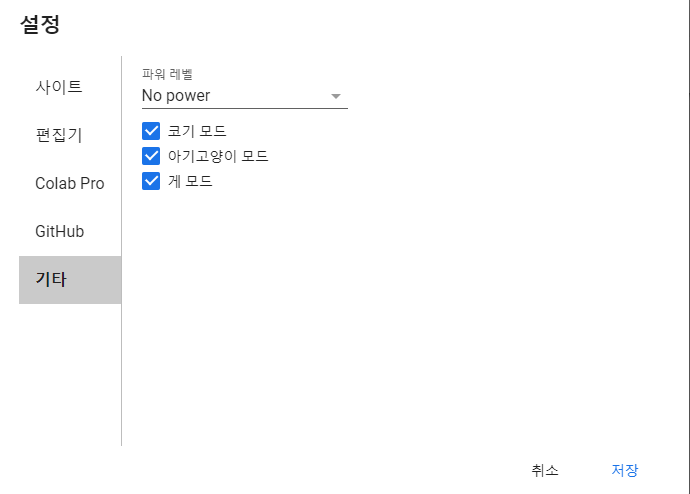 설정
사이트
편집기
Colab Pro
GitHub
기타
파워 레벨
No power
코기 모드
아기고양이 모드
게 모드
취소
저장